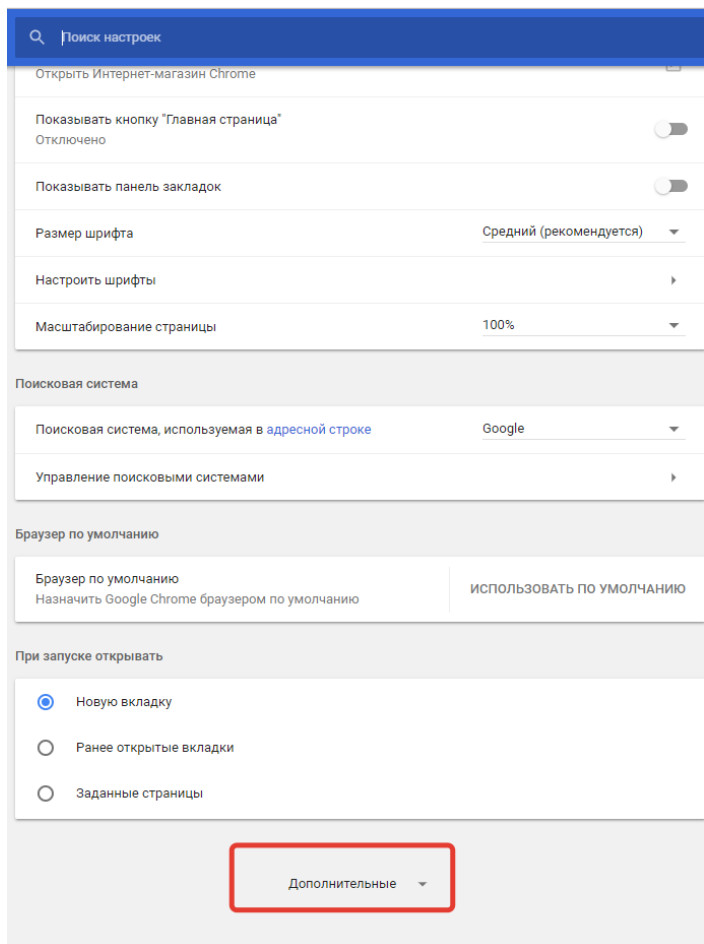 Поиск настроек
Открыть Интернет-магазин Chrome
Показывать кнопку "Главная страница"
Отключено
Показывать панель закладок
Размер шрифта
Средний (рекомендуется)
Настроить шрифты
Масштабирование страницы
100%
Поисковая система
Поисковая система, используемая в адресной строке
Google
Управление поисковыми системами
Браузер по умолчанию
Браузер по умолчанию
Назначить Google Chrome браузером по умолчанию
ИСПОЛЬЗОВАТЬ ПО УМОЛЧАНИЮ
При запуске открывать
Новую вкладку
Ранее открытые вкладки
Заданные страницы
Дополнительные